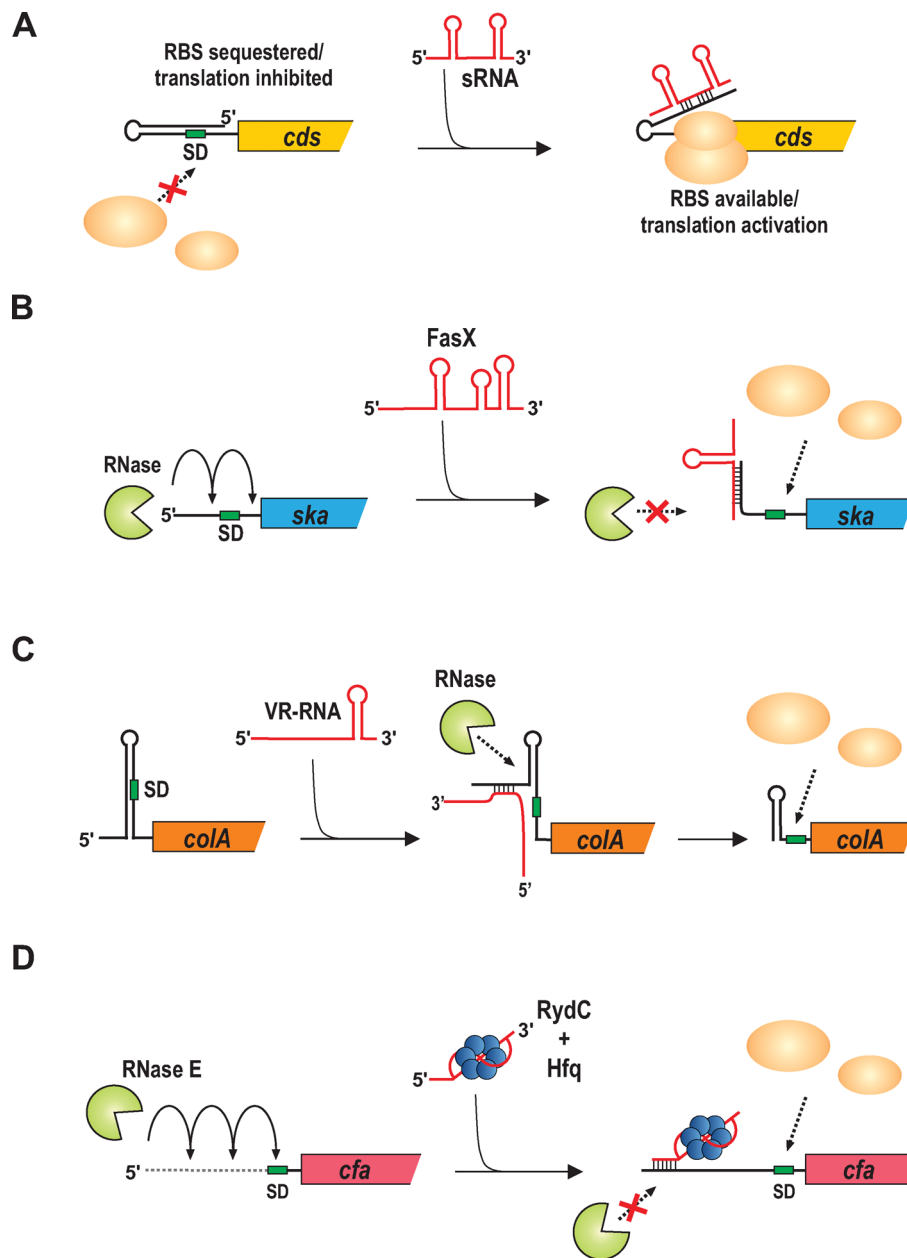 A
RBS sequestered/
translation inhibited
5'
SD
cds
5'
3'
sRNA
cds
RBS available/
translation activation
B
FasX
5'
3'
RNase
5'
SD
ska
ska
C
VR-RNA
5'
3'
SD
5'
colA
RNase
3'
colA
5'
colA
D
RydC
+
Hfq
3'
5'
RNase E
5'
SD
cfa
SD
cfa